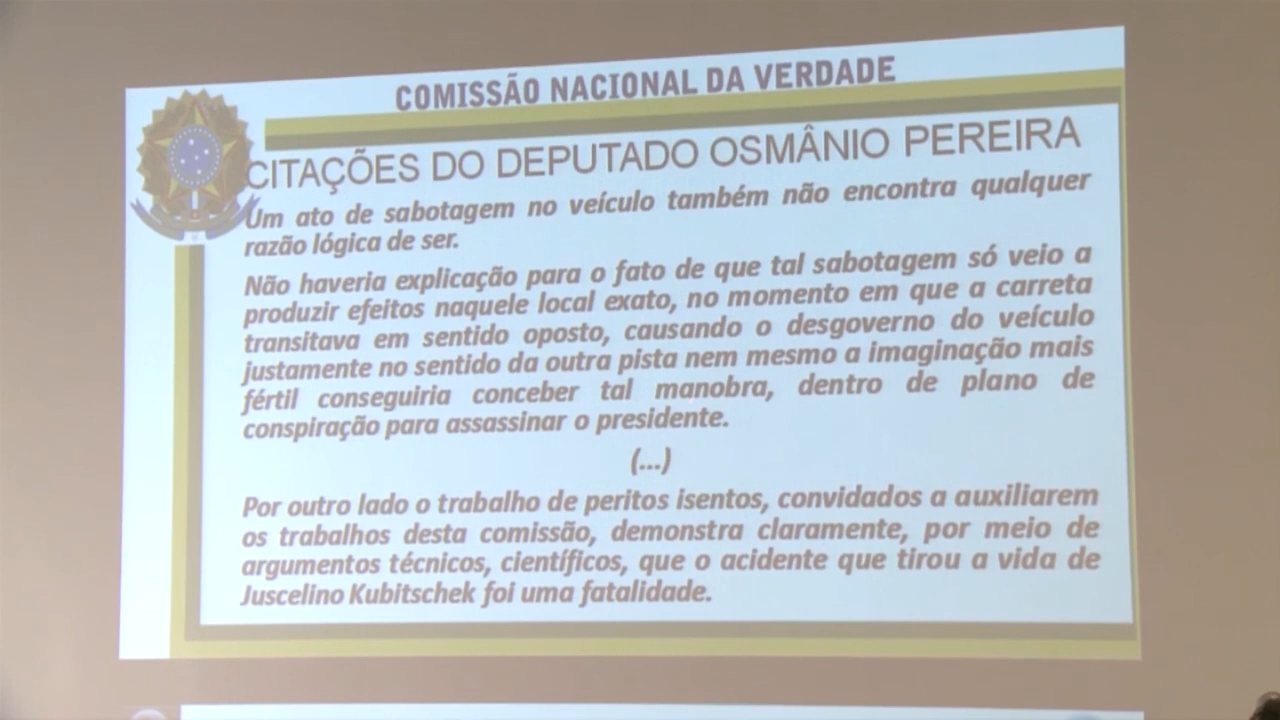 COMISSÃO NACIONAL DA VERDADE
CITAÇÕES DO DEPUTADO OSMÂNIO PEREIRA
Um ato de sabotagem no veículo também não encontra qualquer
razão lógica de ser.
Não haveria explicação para o fato de que tal sabotagem só veio a
produzir efeitos naquele local exato, no momento em que a carreta
transitava em sentido oposto, causando o desgoverno do veículo
justamente no sentido da outra pista nem mesmo a imaginação mais
fértil conseguiria conceber tal manobra, dentro de plano de
conspiração para assassinar o presidente.
(...)
Por outro lado o trabalho de peritos isentos, convidados a auxiliarem
os trabalhos desta comissão, demonstra claramente, por meio de
argumentos técnicos, científicos, que o acidente que tirou a vida de
Juscelino Kubitschek foi uma fatalidade.